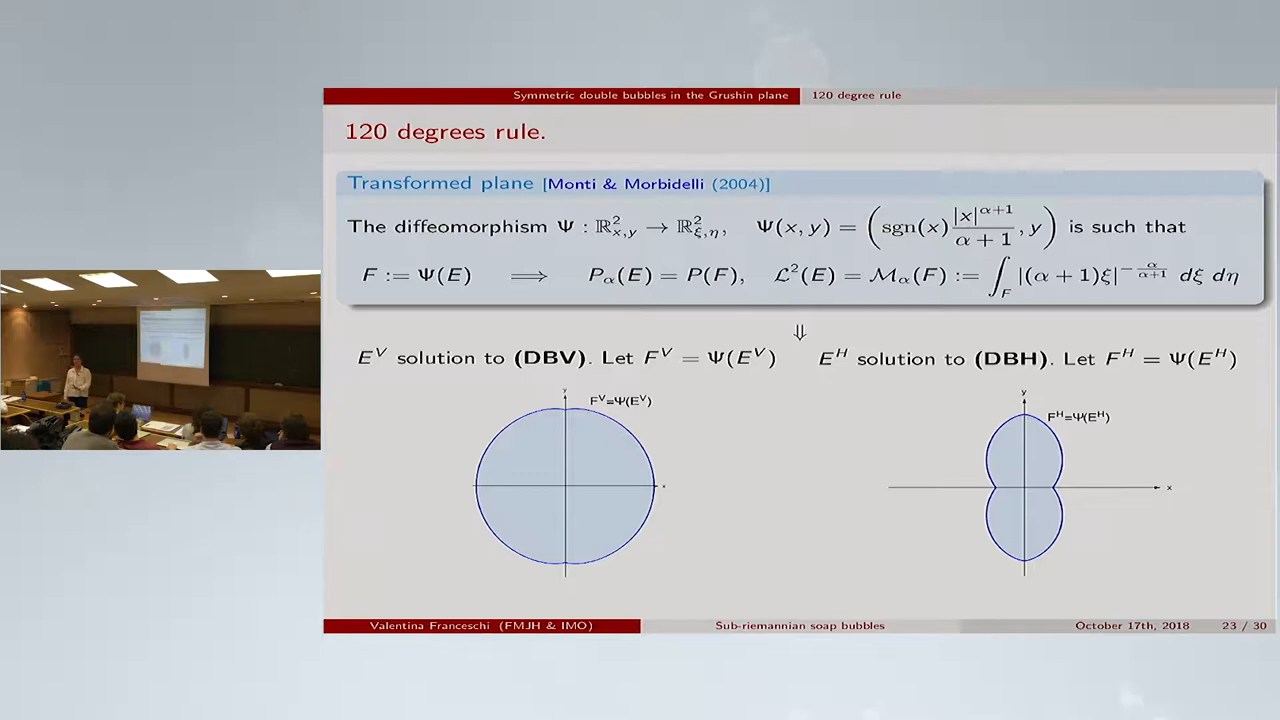 Symmetric double bubbles in the Grushin plane 120 degree rule
120 degrees rule.
Transformed plane [Monti & Morbidelli (2004)]
The diffeomorphism Ψ : ℝ²ₓ,ᵧ → ℝ²_{ξ,η}, Ψ(x, y) = (sgn(x) |x|^{α+1}/(α + 1), y) is such that
F := Ψ(E) ⟹ P_α(E) = P(F), ℒ²(E) = ℳ_α(F) := ∫_F |(α + 1)ξ|^{-α/(α+1)} dξ dη
⇓
E^V solution to (DBV). Let F^V = Ψ(E^V) E^H solution to (DBH). Let F^H = Ψ(E^H)
y
F^V=Ψ(E^V)
x
y
F^H=Ψ(E^H)
x
Valentina Franceschi (FMJH & IMO) Sub-riemannian soap bubbles October 17th, 2018 23 / 30